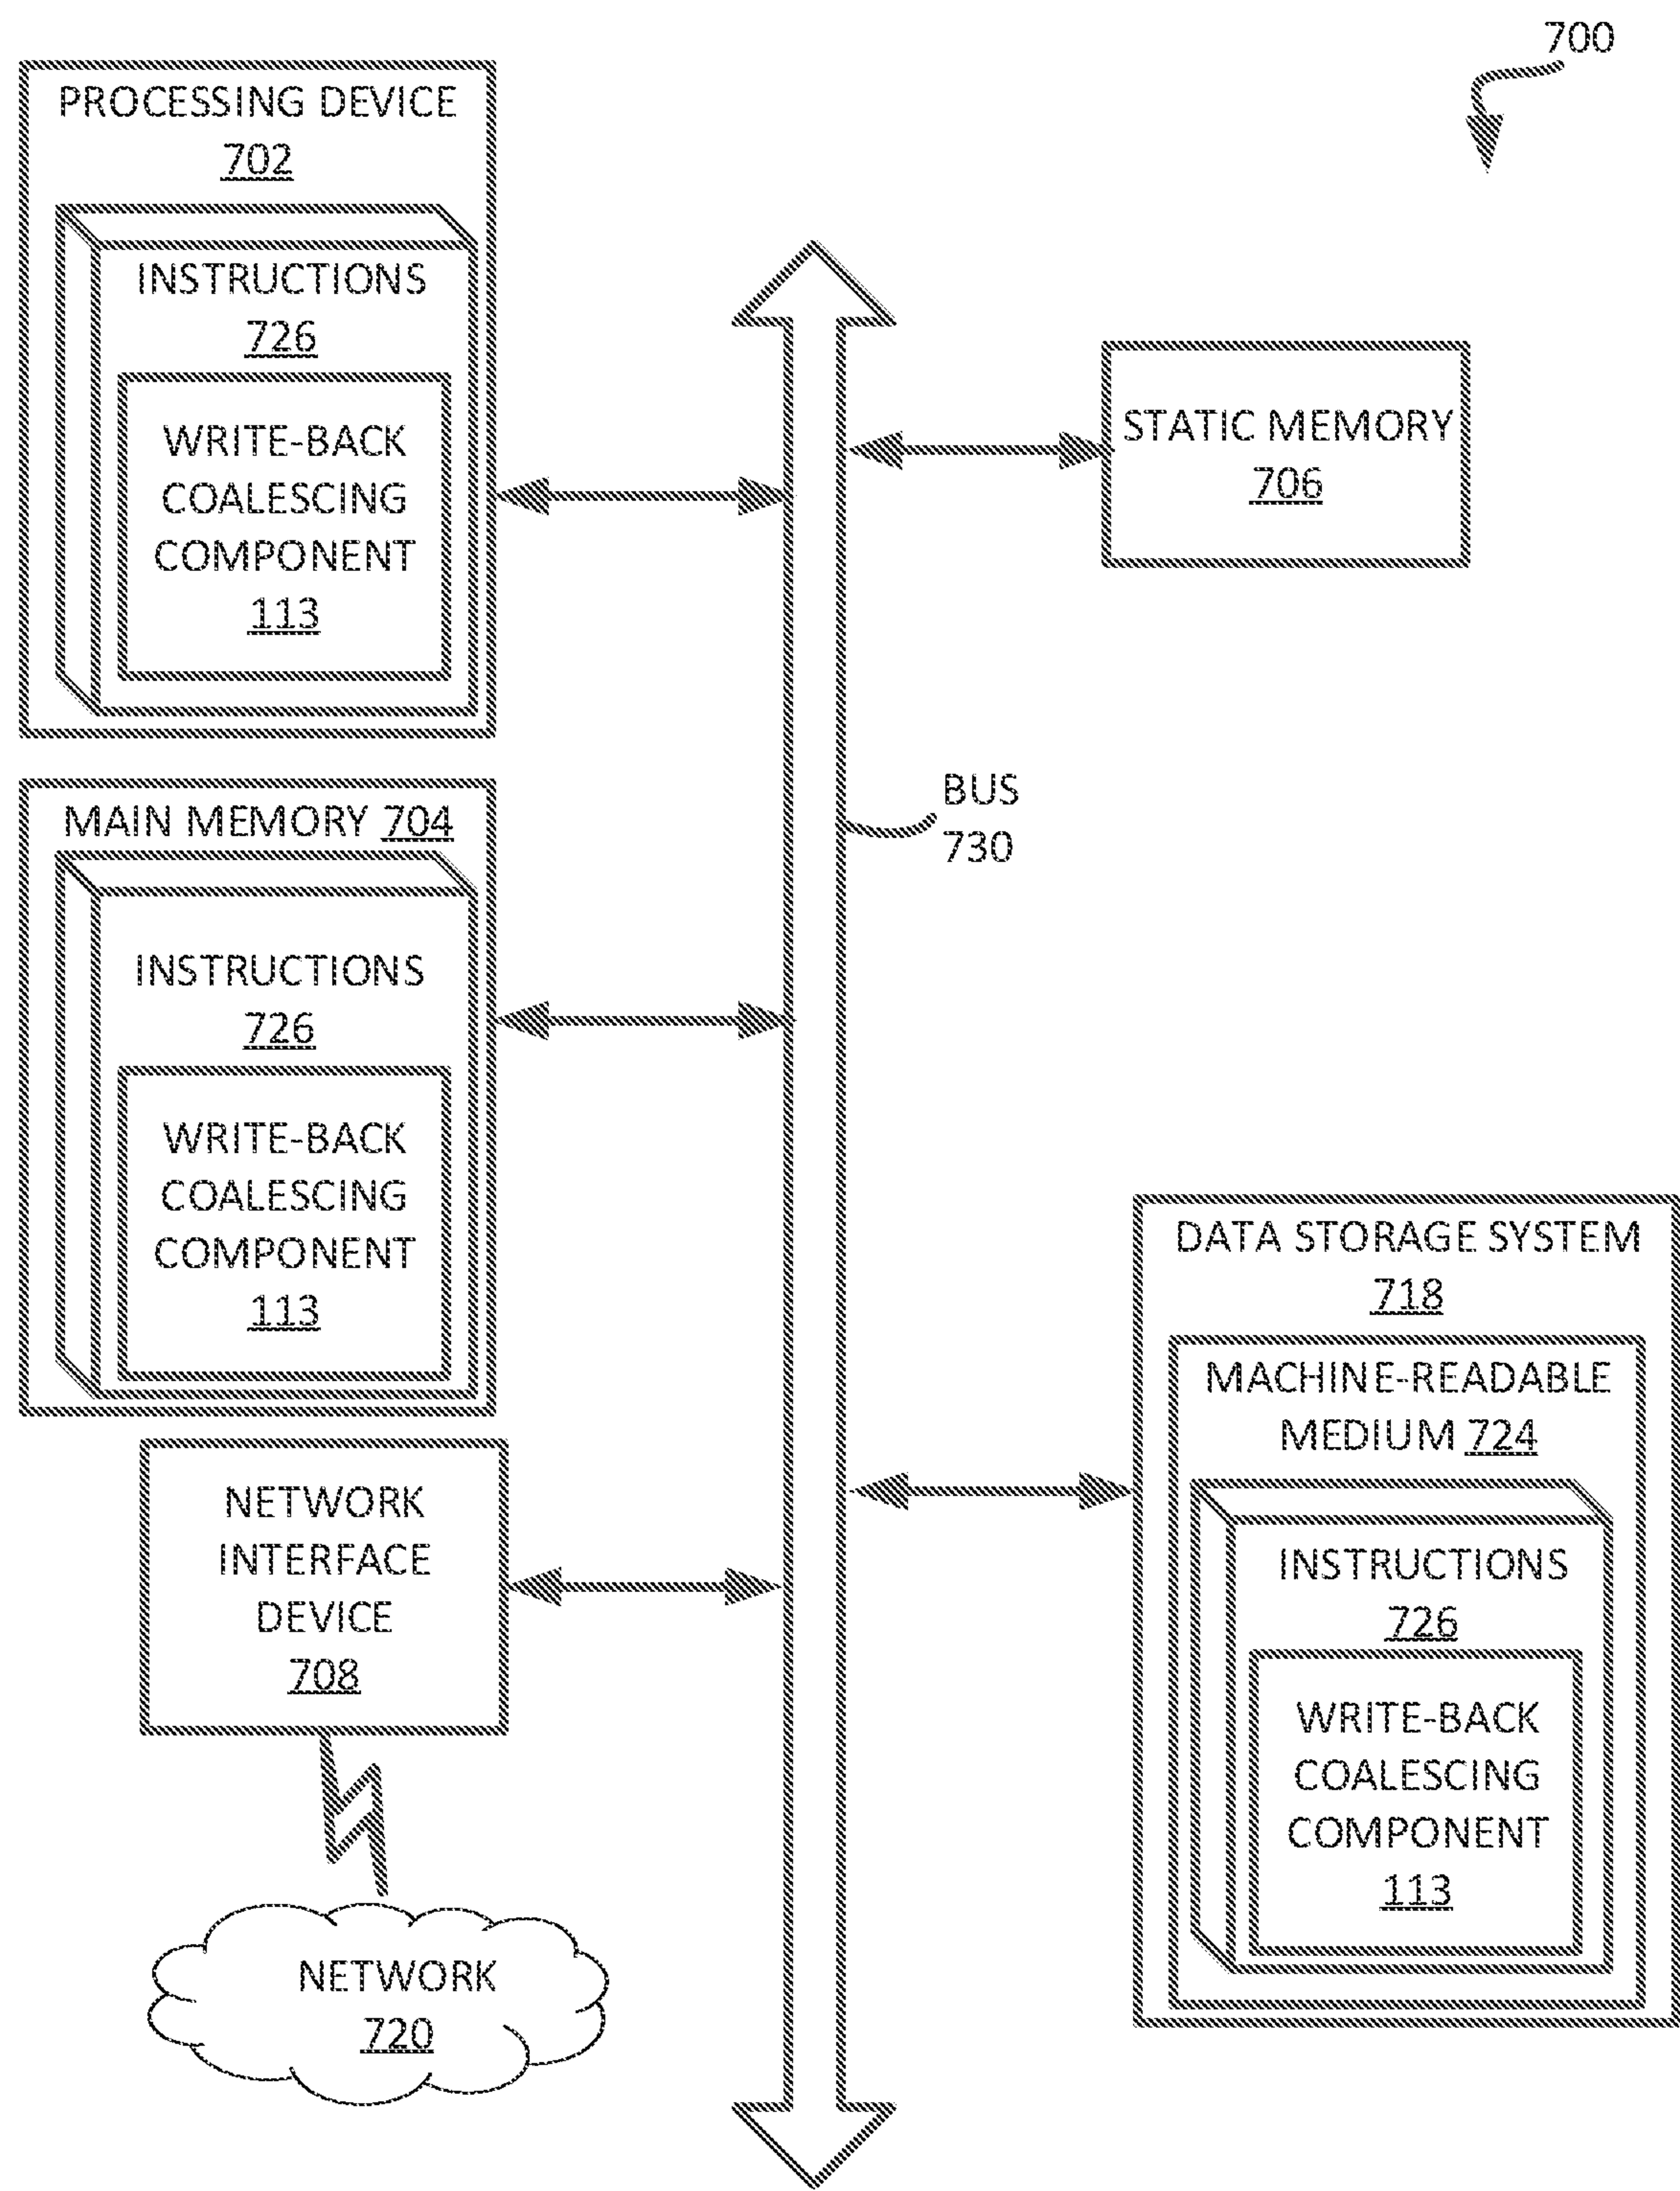 700
PROCESSING DEVICE
702
INSTRUCTIONS
726
WRITE-BACK
COALESCING
COMPONENT
113
STATIC MEMORY
706
BUS
730
MAIN MEMORY 704
INSTRUCTIONS
726
WRITE-BACK
COALESCING
COMPONENT
113
DATA STORAGE SYSTEM
718
MACHINE-READABLE
MEDIUM 724
INSTRUCTIONS
726
WRITE-BACK
COALESCING
COMPONENT
113
NETWORK
INTERFACE
DEVICE
708
NETWORK
720